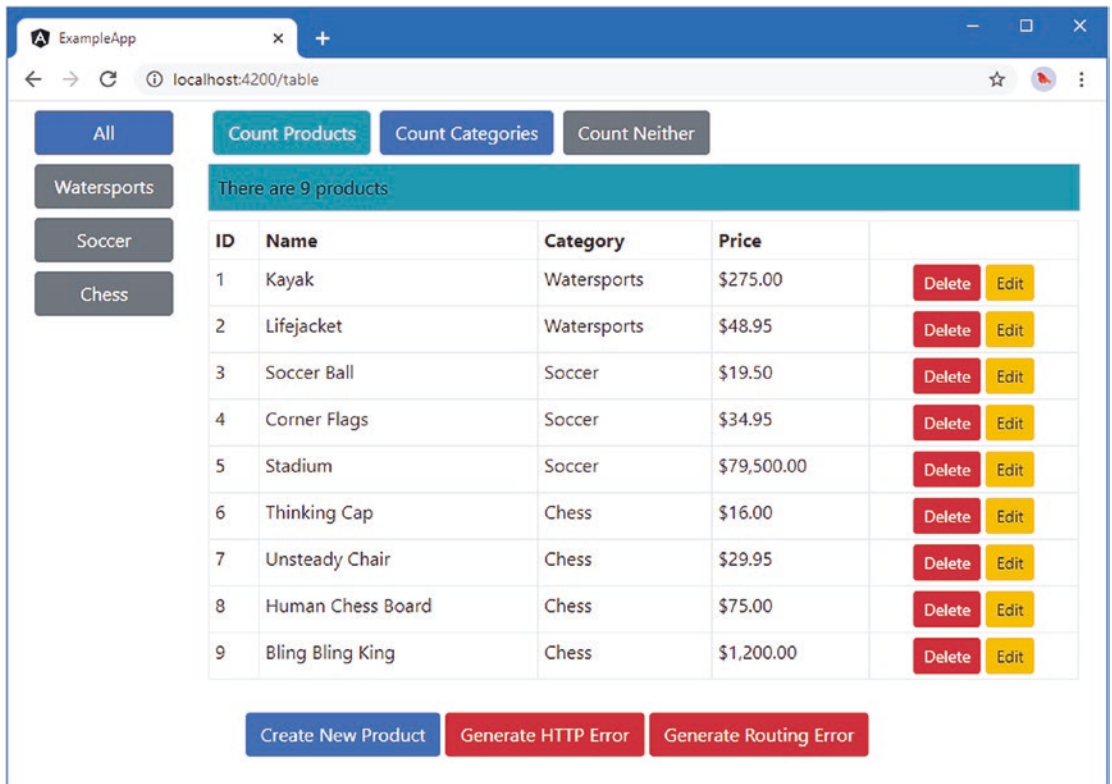 ExampleApp
localhost:4200/table
All
Watersports
Soccer
Chess
Count Products Count Categories Count Neither
There are 9 products
ID Name Category Price
1 Kayak Watersports $275.00 Delete Edit
2 Lifejacket Watersports $48.95 Delete Edit
3 Soccer Ball Soccer $19.50 Delete Edit
4 Corner Flags Soccer $34.95 Delete Edit
5 Stadium Soccer $79,500.00 Delete Edit
6 Thinking Cap Chess $16.00 Delete Edit
7 Unsteady Chair Chess $29.95 Delete Edit
8 Human Chess Board Chess $75.00 Delete Edit
9 Bling Bling King Chess $1,200.00 Delete Edit
Create New Product Generate HTTP Error Generate Routing Error